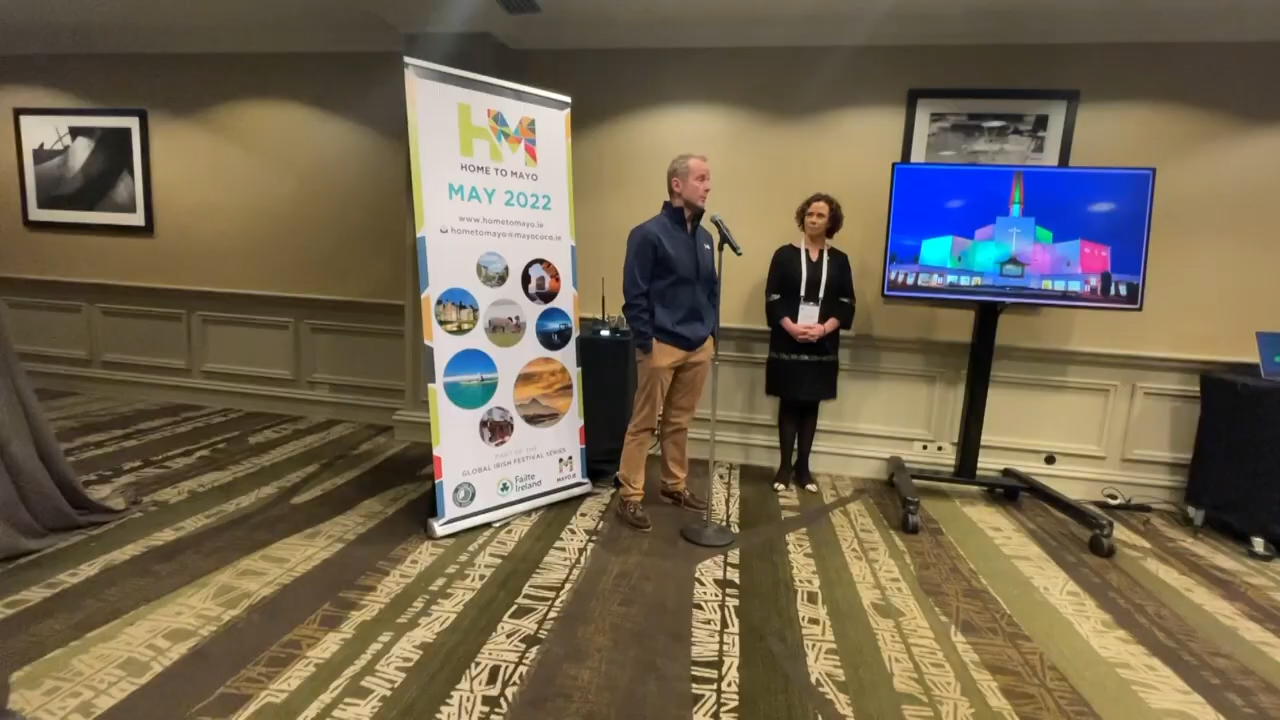 HM
HOME TO MAYO
MAY 2022
www.hometomayo.ie
hometomayo@mayococo.ie
PART OF THE
GLOBAL IRISH FESTIVAL SERIES
Fáilte
Ireland
M
MAYO.IE